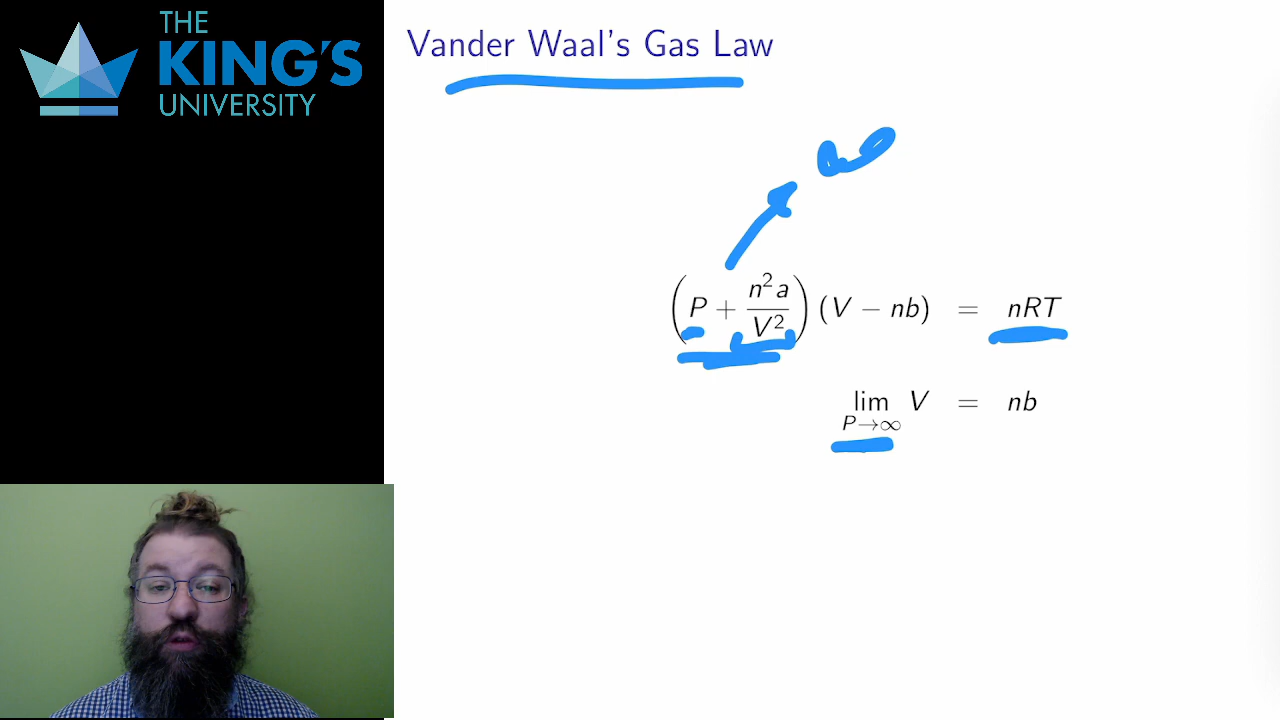 THE
KING'S
UNIVERSITY
Vander Waal's Gas Law
(P + n²a/V²) (V − nb) = nRT
lim P→∞ V = nb